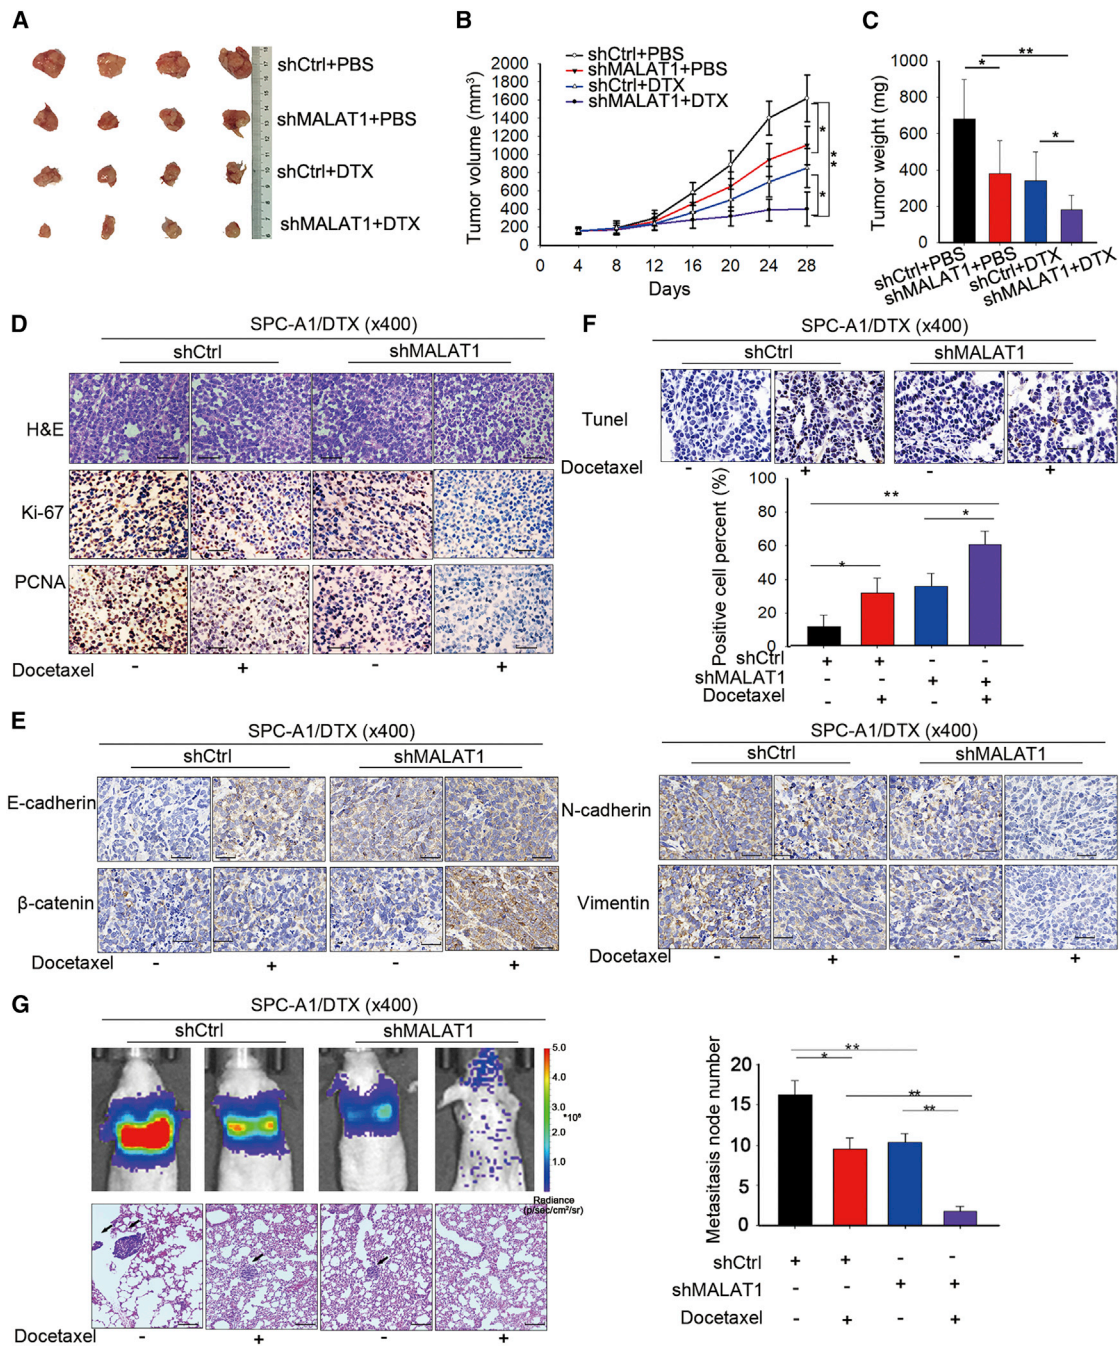 A
shCtrl+PBS
shMALAT1+PBS
shCtrl+DTX
shMALAT1+DTX
B
shCtrl+PBS
shMALAT1+PBS
shCtrl+DTX
shMALAT1+DTX
Tumor volume (mm³)
2000
1800
1600
1400
1200
1000
800
600
400
200
0
0 4 8 12 16 20 24 28
Days
*
**
*
C
Tumor weight (mg)
1000
800
600
400
200
0
**
*
*
shCtrl+PBS
shMALAT1+PBS
shCtrl+DTX
shMALAT1+DTX
D
SPC-A1/DTX (x400)
shCtrl shMALAT1
H&E
Ki-67
PCNA
Docetaxel - + - +
F
SPC-A1/DTX (x400)
shCtrl shMALAT1
Tunel
Docetaxel - + - +
Positive cell percent (%)
100
80
60
40
20
0
**
*
*
shCtrl + + - -
shMALAT1 - - + +
Docetaxel - + - +
E
SPC-A1/DTX (x400)
shCtrl shMALAT1
E-cadherin
β-catenin
Docetaxel - + - +
SPC-A1/DTX (x400)
shCtrl shMALAT1
N-cadherin
Vimentin
Docetaxel - + - +
G
SPC-A1/DTX (x400)
shCtrl shMALAT1
5.0
4.0
3.0
*10⁶
2.0
1.0
Radiance
(p/sec/cm²/sr)
Docetaxel - + - +
Metasitasis node number
20
15
10
5
0
**
*
**
**
shCtrl + + - -
shMALAT1 - - + +
Docetaxel - + - +